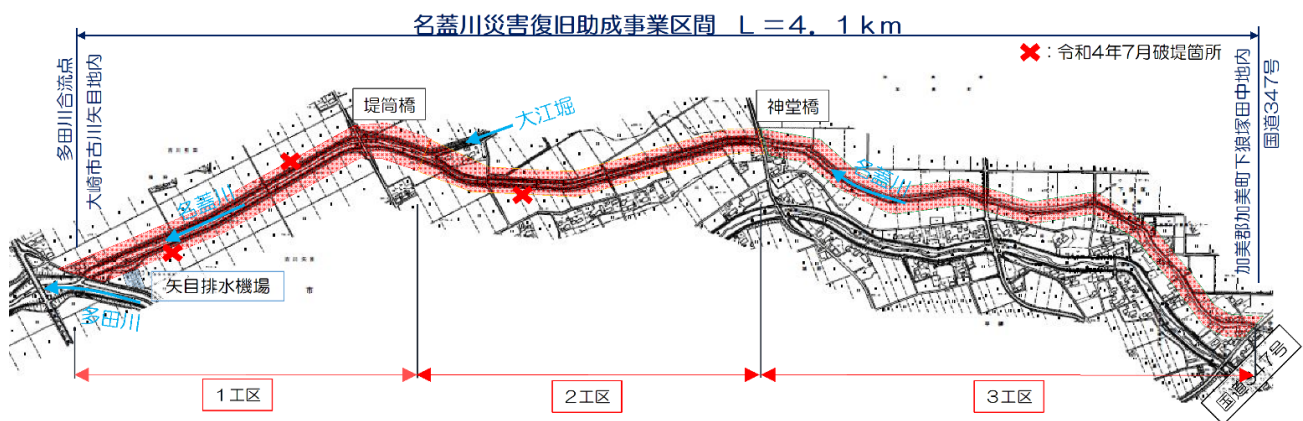 名蓋川災害復旧助成事業区間 L＝4．1km
：令和4年7月破堤箇所
多田川合流点
大崎市古川矢目地内
堤筒橋
大江堀
神堂橋
加美郡加美町下狼塚田中地内
国道347号
名蓋川
名蓋川
矢目排水機場
多田川
市
国道347号
1工区
2工区
3工区